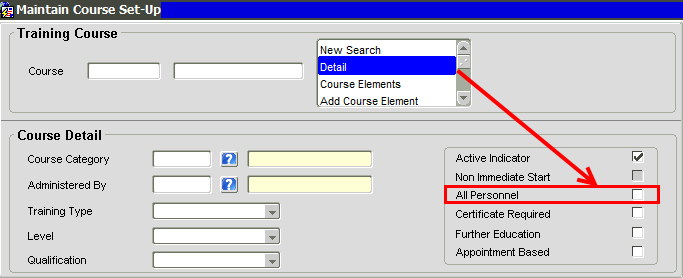 Maintain Course Set-Up
Training Course
Course
New Search
Detail
Course Elements
Add Course Element
Course Detail
Course Category ?
Administered By ?
Training Type
Level
Qualification
Active Indicator
Non Immediate Start
All Personnel
Certificate Required
Further Education
Appointment Based